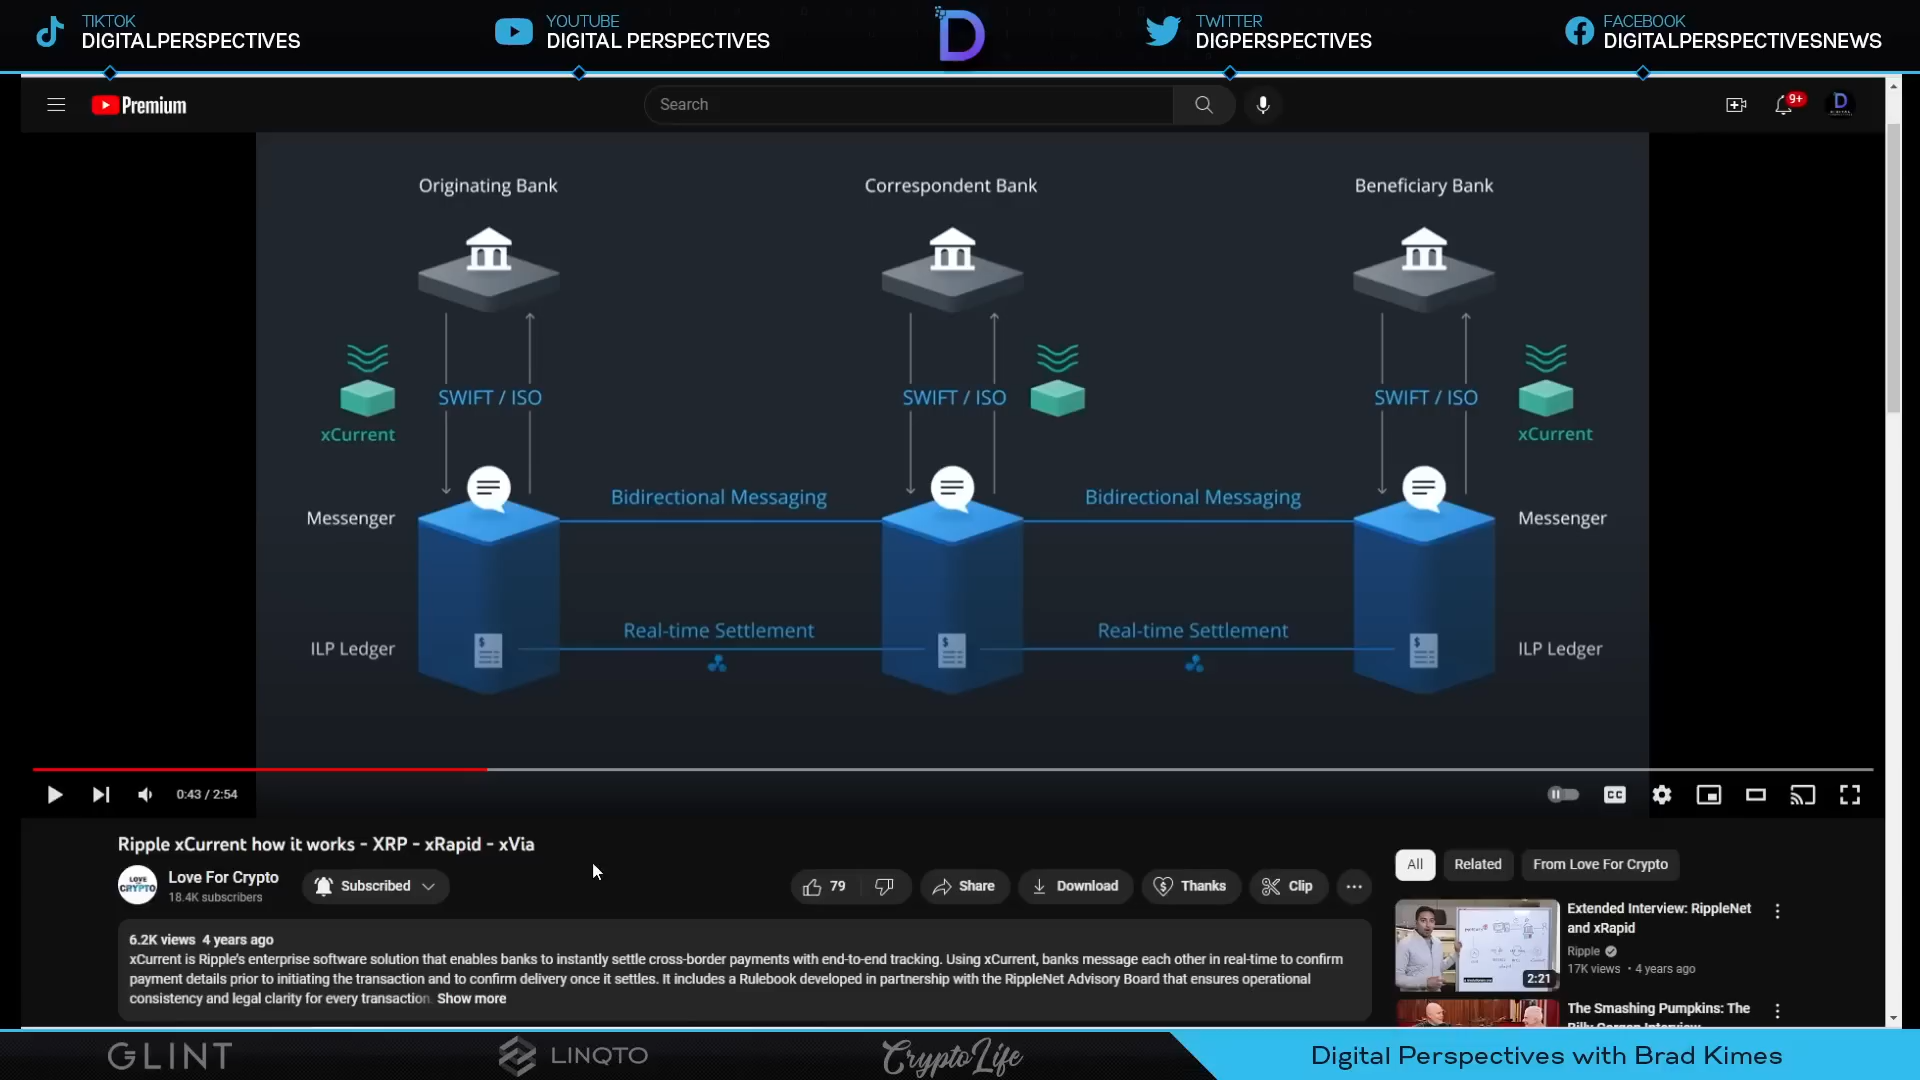 TIKTOK
DIGITALPERSPECTIVES
YOUTUBE
DIGITAL PERSPECTIVES
D
TWITTER
DIGPERSPECTIVES
FACEBOOK
DIGITALPERSPECTIVESNEWS
Premium
Search
9+
D
Originating Bank
Correspondent Bank
Beneficiary Bank
SWIFT / ISO
SWIFT / ISO
SWIFT / ISO
xCurrent
xCurrent
Bidirectional Messaging
Bidirectional Messaging
Messenger
Messenger
Real-time Settlement
Real-time Settlement
ILP Ledger
ILP Ledger
0:43 / 2:54
CC
Ripple xCurrent how it works - XRP - xRapid - xVia
LOVE
CRYPTO
Love For Crypto
18.4K subscribers
Subscribed
79
Share
Download
Thanks
Clip
All
Related
From Love For Crypto
6.2K views 4 years ago
xCurrent is Ripple's enterprise software solution that enables banks to instantly settle cross-border payments with end-to-end tracking. Using xCurrent, banks message each other in real-time to confirm
payment details prior to initiating the transaction and to confirm delivery once it settles. It includes a Rulebook developed in partnership with the RippleNet Advisory Board that ensures operational
consistency and legal clarity for every transaction. Show more
Extended Interview: RippleNet
and xRapid
Ripple
17K views • 4 years ago
2:21
The Smashing Pumpkins: The
Billy Corgan Interview
GLINT
LINQTO
CryptoLife
Digital Perspectives with Brad Kimes